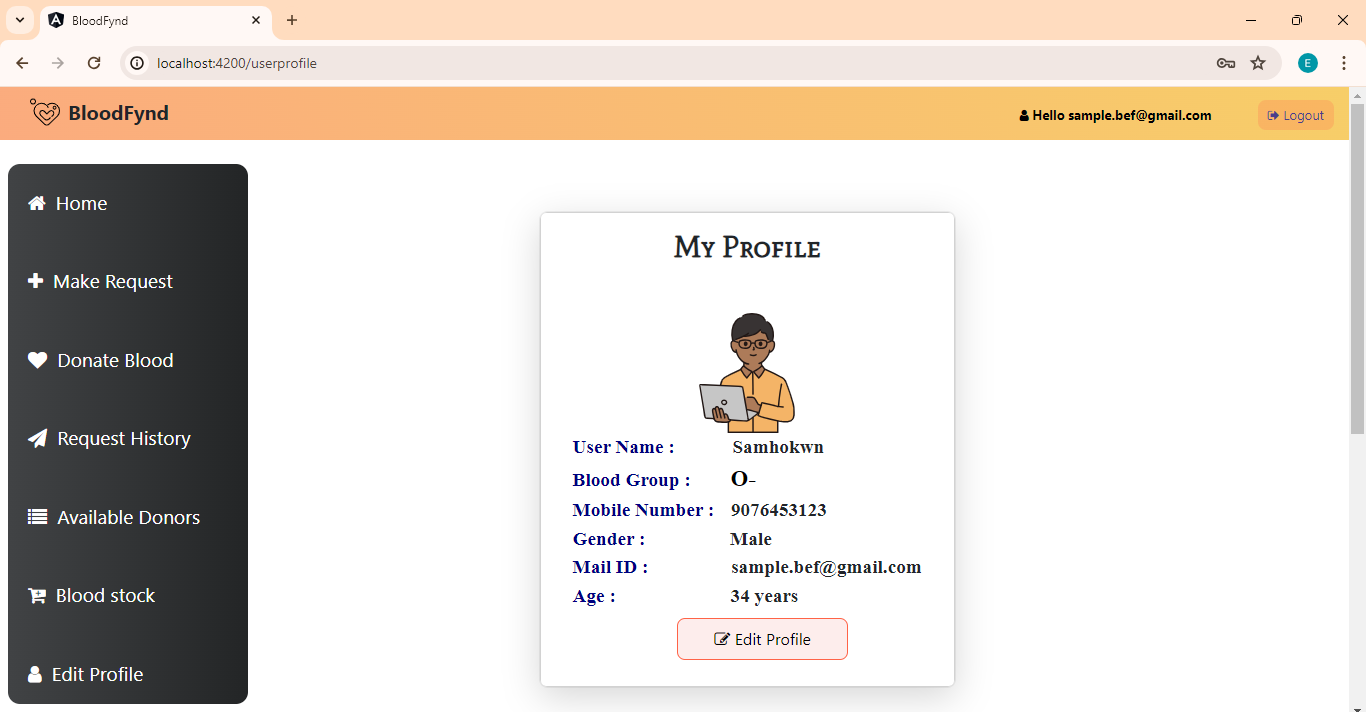 BloodFynd
localhost:4200/userprofile
E
BloodFynd
Hello sample.bef@gmail.com
Logout
Home
Make Request
Donate Blood
Request History
Available Donors
Blood stock
Edit Profile
My Profile
User Name : Samhokwn
Blood Group : O-
Mobile Number : 9076453123
Gender : Male
Mail ID : sample.bef@gmail.com
Age : 34 years
Edit Profile